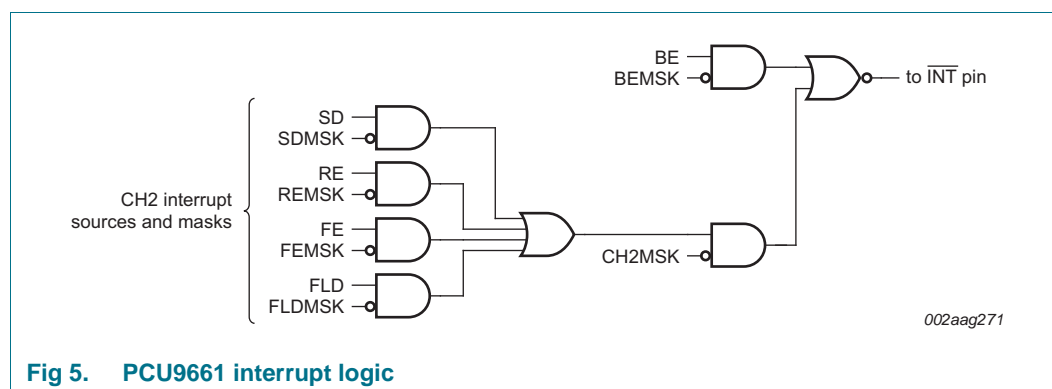 BE
BEMSK
to INT pin
SD
SDMSK
RE
REMSK
CH2 interrupt
sources and masks
FE
FEMSK
CH2MSK
FLD
FLDMSK
002aag271
Fig 5. PCU9661 interrupt logic